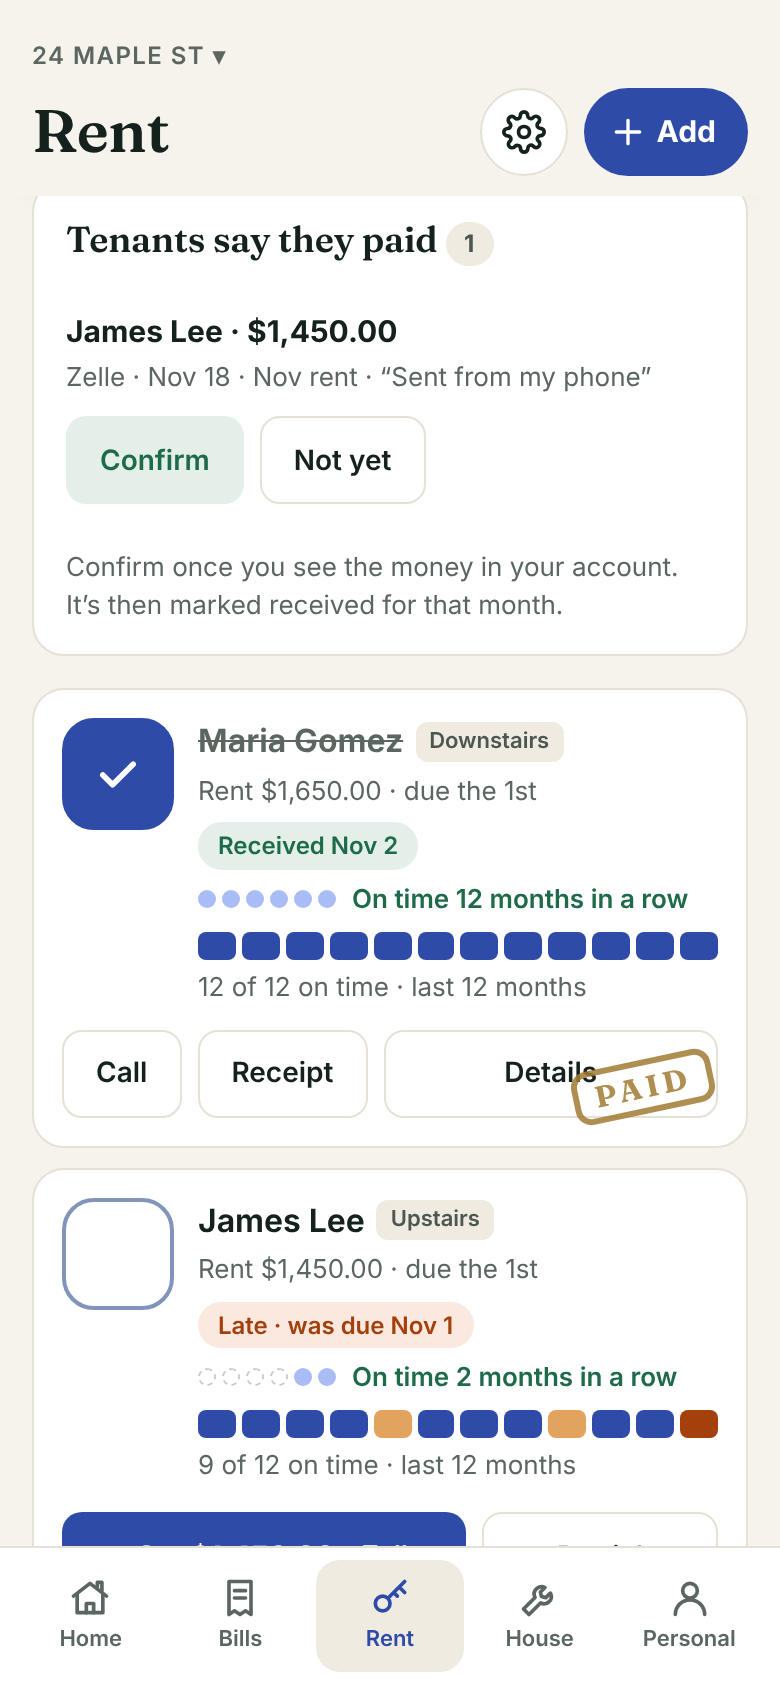 24 MAPLE ST ▾
Rent
Add
Tenants say they paid 1
James Lee · $1,450.00
Zelle · Nov 18 · Nov rent · “Sent from my phone”
Confirm
Not yet
Confirm once you see the money in your account.
It’s then marked received for that month.
Maria Gomez Downstairs
Rent $1,650.00 · due the 1st
Received Nov 2
On time 12 months in a row
12 of 12 on time · last 12 months
Call
Receipt
Details
PAID
James Lee Upstairs
Rent $1,450.00 · due the 1st
Late · was due Nov 1
On time 2 months in a row
9 of 12 on time · last 12 months
Home
Bills
Rent
House
Personal